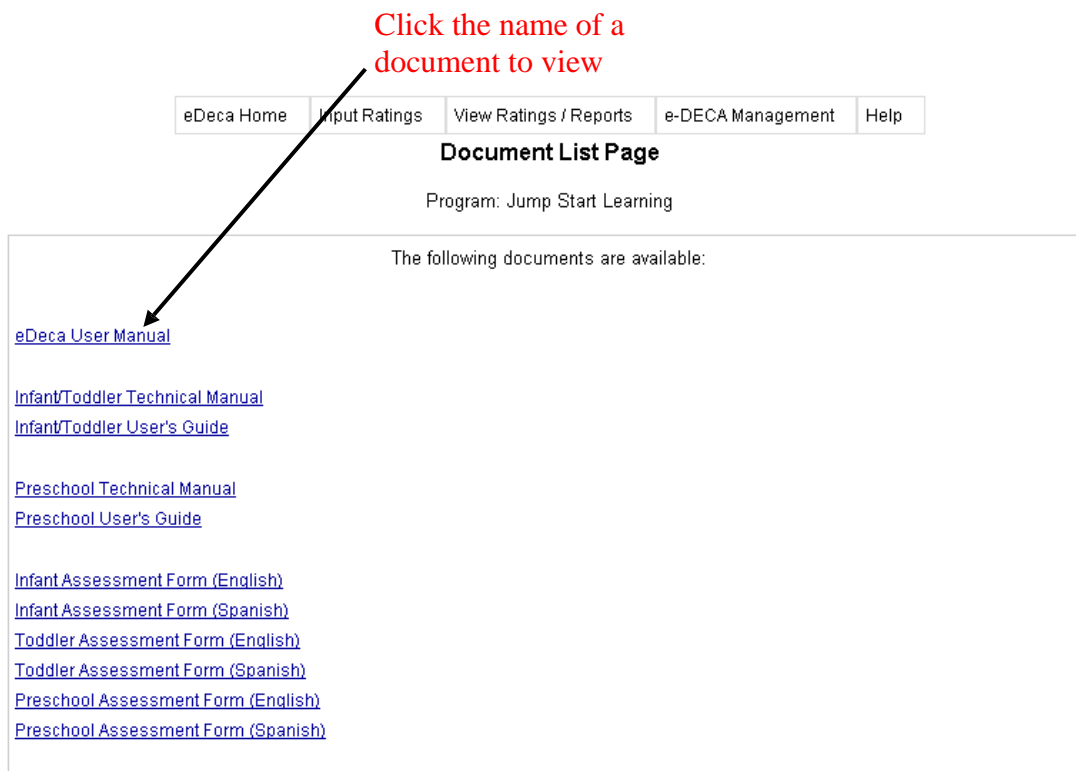 Click the name of a
document to view
eDeca Home Input Ratings View Ratings / Reports e-DECA Management Help
Document List Page
Program: Jump Start Learning
The following documents are available:
eDeca User Manual
Infant/Toddler Technical Manual
Infant/Toddler User's Guide
Preschool Technical Manual
Preschool User's Guide
Infant Assessment Form (English)
Infant Assessment Form (Spanish)
Toddler Assessment Form (English)
Toddler Assessment Form (Spanish)
Preschool Assessment Form (English)
Preschool Assessment Form (Spanish)